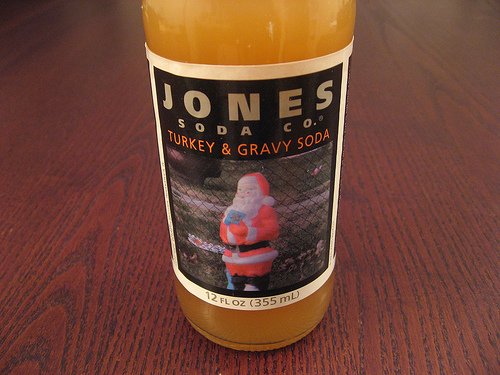 JONES
SODA CO.®
TURKEY & GRAVY SODA
12 FL OZ (355 mL)